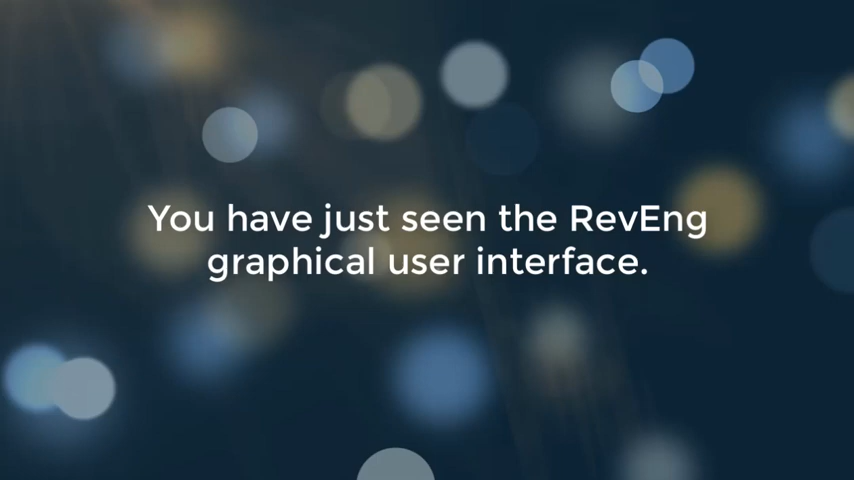 You have just seen the RevEng
graphical user interface.